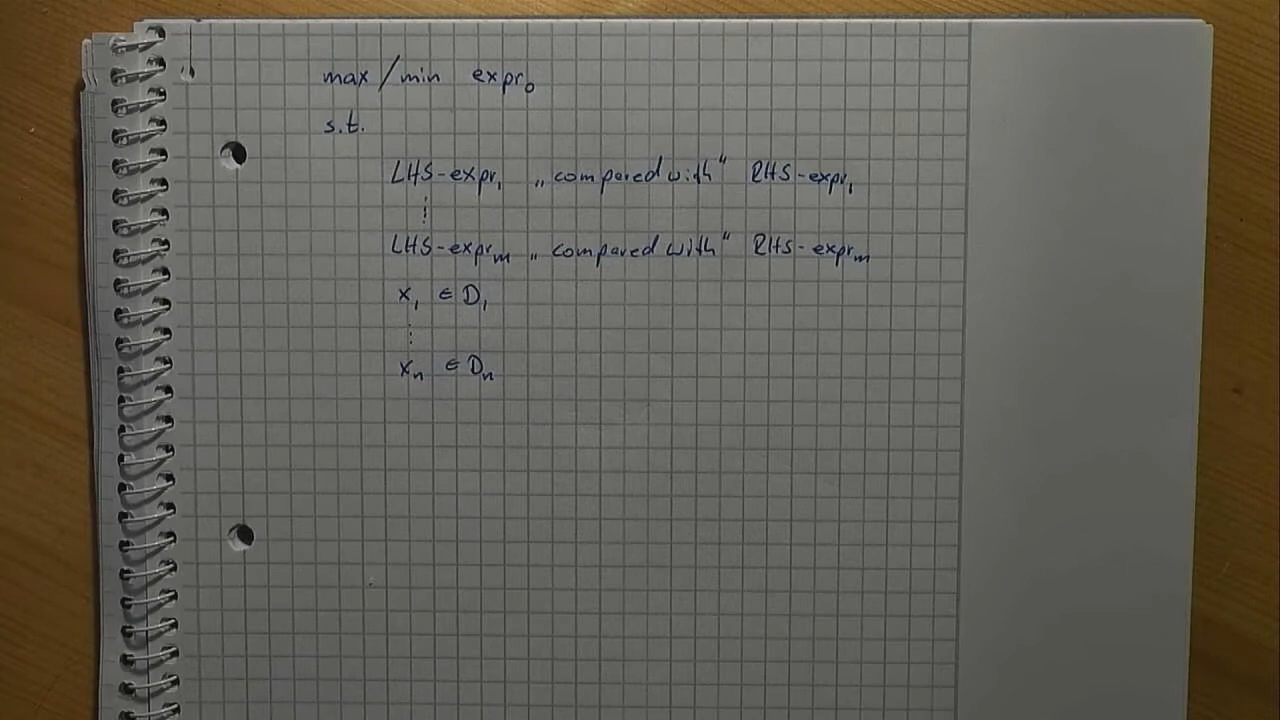 max / min expr₀
s.t.
LHS-expr₁ „compared with“ RHS-expr₁
⋮
LHS-exprₘ „compared with“ RHS-exprₘ
x₁ ∈ D₁
⋮
xₙ ∈ Dₙ